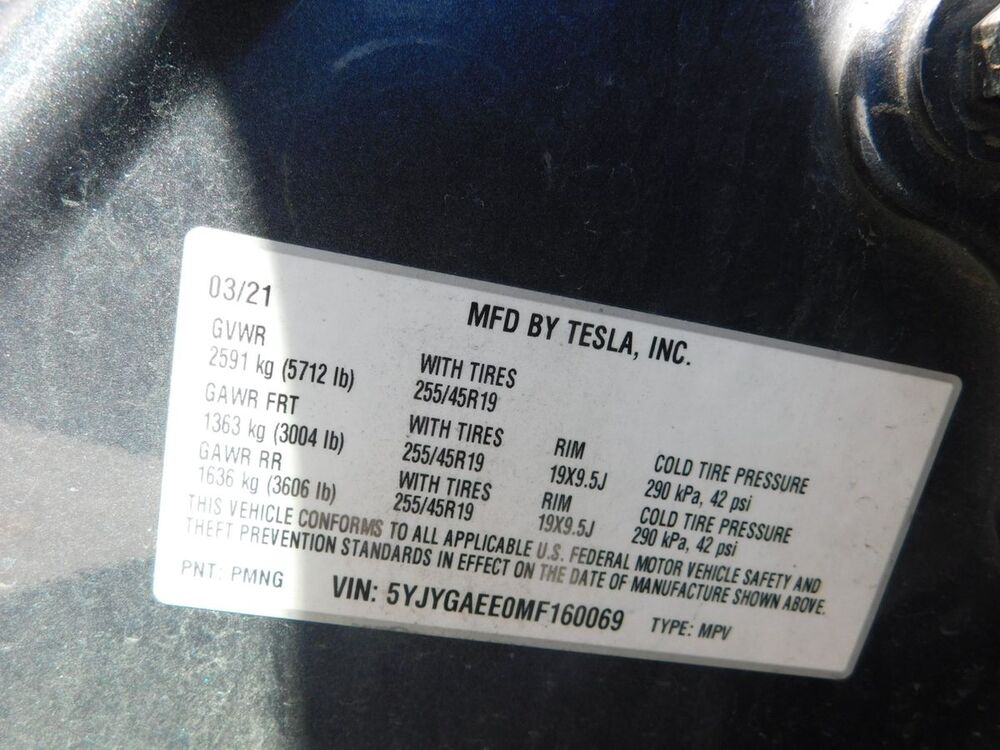 03/21
MFD BY TESLA, INC.
GVWR
2591 kg (5712 lb)
WITH TIRES
255/45R19
GAWR FRT
1363 kg (3004 lb)
WITH TIRES
255/45R19
RIM
19X9.5J
COLD TIRE PRESSURE
290 kPa, 42 psi
GAWR RR
1636 kg (3606 lb)
WITH TIRES
255/45R19
RIM
19X9.5J
COLD TIRE PRESSURE
290 kPa, 42 psi
THIS VEHICLE CONFORMS TO ALL APPLICABLE U.S. FEDERAL MOTOR VEHICLE SAFETY AND
THEFT PREVENTION STANDARDS IN EFFECT ON THE DATE OF MANUFACTURE SHOWN ABOVE.
PNT: PMNG
VIN: 5YJYGAEE0MF160069
TYPE: MPV